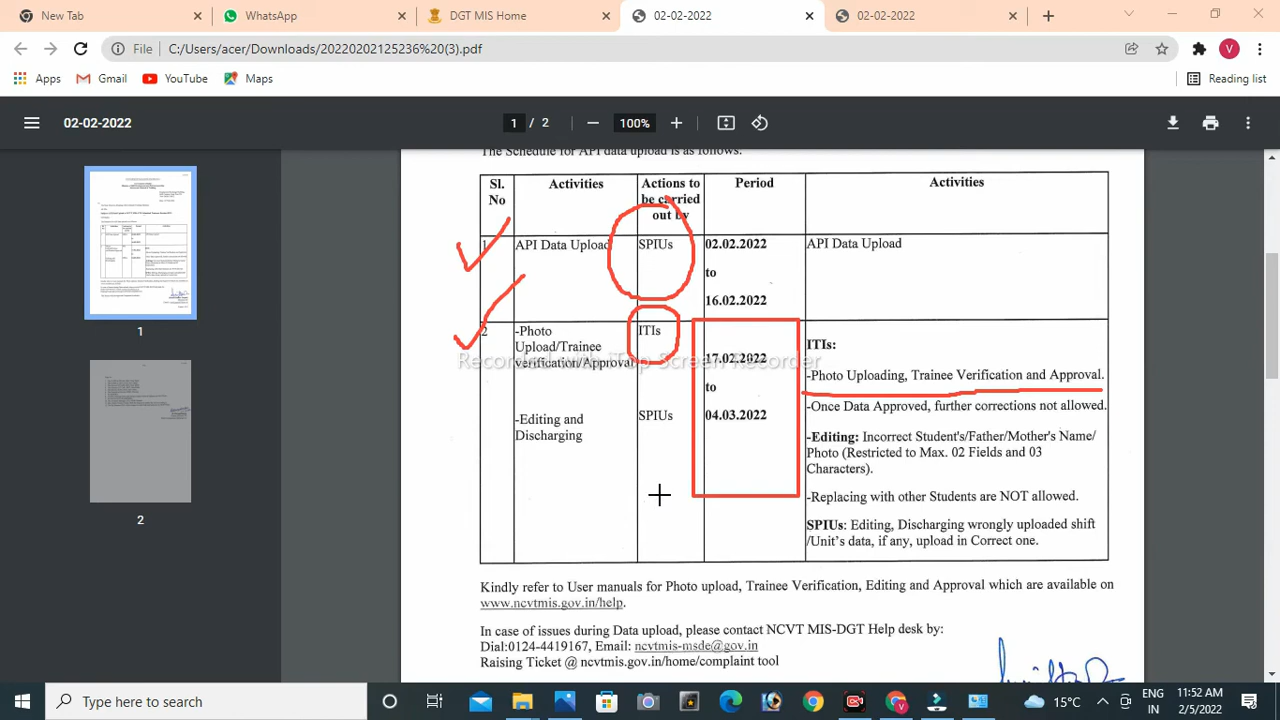 New Tab
WhatsApp
DGT MIS Home
02-02-2022
02-02-2022
File
C:/Users/acer/Downloads/20220202125236%20(3).pdf
Apps
Gmail
YouTube
Maps
Reading list
02-02-2022
1 / 2
100%
1
2
The Schedule for API data upload is as follows:
Sl. No
Activities
Actions to be carried out by
Period
Activities
1
API Data Upload
SPIUs
02.02.2022
to
16.02.2022
API Data Upload
2
-Photo
Upload/Trainee
verification/Approval
ITIs
-Editing and
Discharging
SPIUs
17.02.2022
to
04.03.2022
ITIs:
-Photo Uploading, Trainee Verification and Approval.
-Once Data Approved, further corrections not allowed.
-Editing: Incorrect Student's/Father/Mother's Name/
Photo (Restricted to Max. 02 Fields and 03
Characters).
-Replacing with other Students are NOT allowed.
SPIUs: Editing, Discharging wrongly uploaded shift
/Unit's data, if any, upload in Correct one.
Recorded with iTop Screen Recorder
Kindly refer to User manuals for Photo upload, Trainee Verification, Editing and Approval which are available on
www.ncvtmis.gov.in/help.
In case of issues during Data upload, please contact NCVT MIS-DGT Help desk by:
Dial:0124-4419167, Email: ncvtmis-msde@gov.in
Raising Ticket @ ncvtmis.gov.in/home/complaint tool
Type here to search
15°C
ENG
IN
11:52 AM
2/5/2022